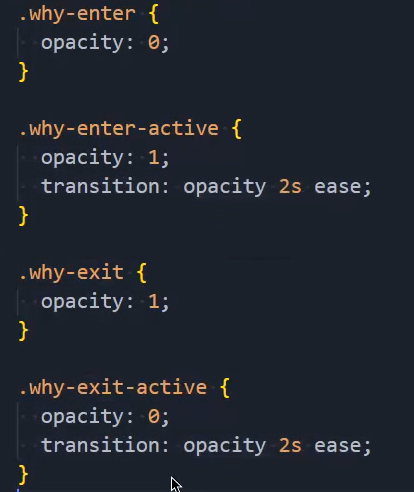 .why-enter {
  opacity: 0;
}

.why-enter-active {
  opacity: 1;
  transition: opacity 2s ease;
}

.why-exit {
  opacity: 1;
}

.why-exit-active {
  opacity: 0;
  transition: opacity 2s ease;
}